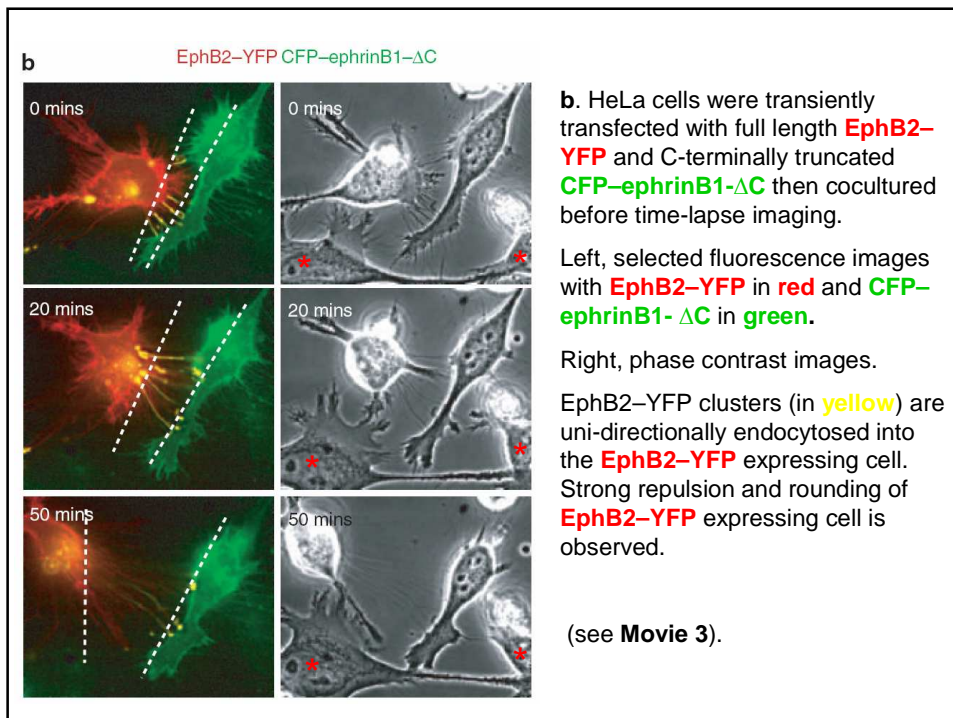 b
EphB2–YFP CFP–ephrinB1–ΔC
0 mins
0 mins
*
*
20 mins
20 mins
*
*
50 mins
50 mins
*
*
b. HeLa cells were transiently
transfected with full length EphB2–
YFP and C-terminally truncated
CFP–ephrinB1-ΔC then cocultured
before time-lapse imaging.
Left, selected fluorescence images
with EphB2–YFP in red and CFP–
ephrinB1- ΔC in green.
Right, phase contrast images.
EphB2–YFP clusters (in yellow) are
uni-directionally endocytosed into
the EphB2–YFP expressing cell.
Strong repulsion and rounding of
EphB2–YFP expressing cell is
observed.
(see Movie 3).